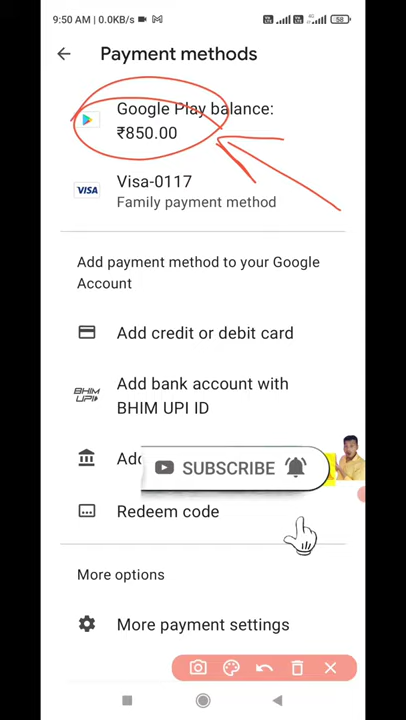 9:50 AM | 0.0KB/s
58
Payment methods
Google Play balance:
₹850.00
VISA
Visa-0117
Family payment method
Add payment method to your Google
Account
Add credit or debit card
BHIM
UPI
Add bank account with
BHIM UPI ID
SUBSCRIBE
Redeem code
More options
More payment settings